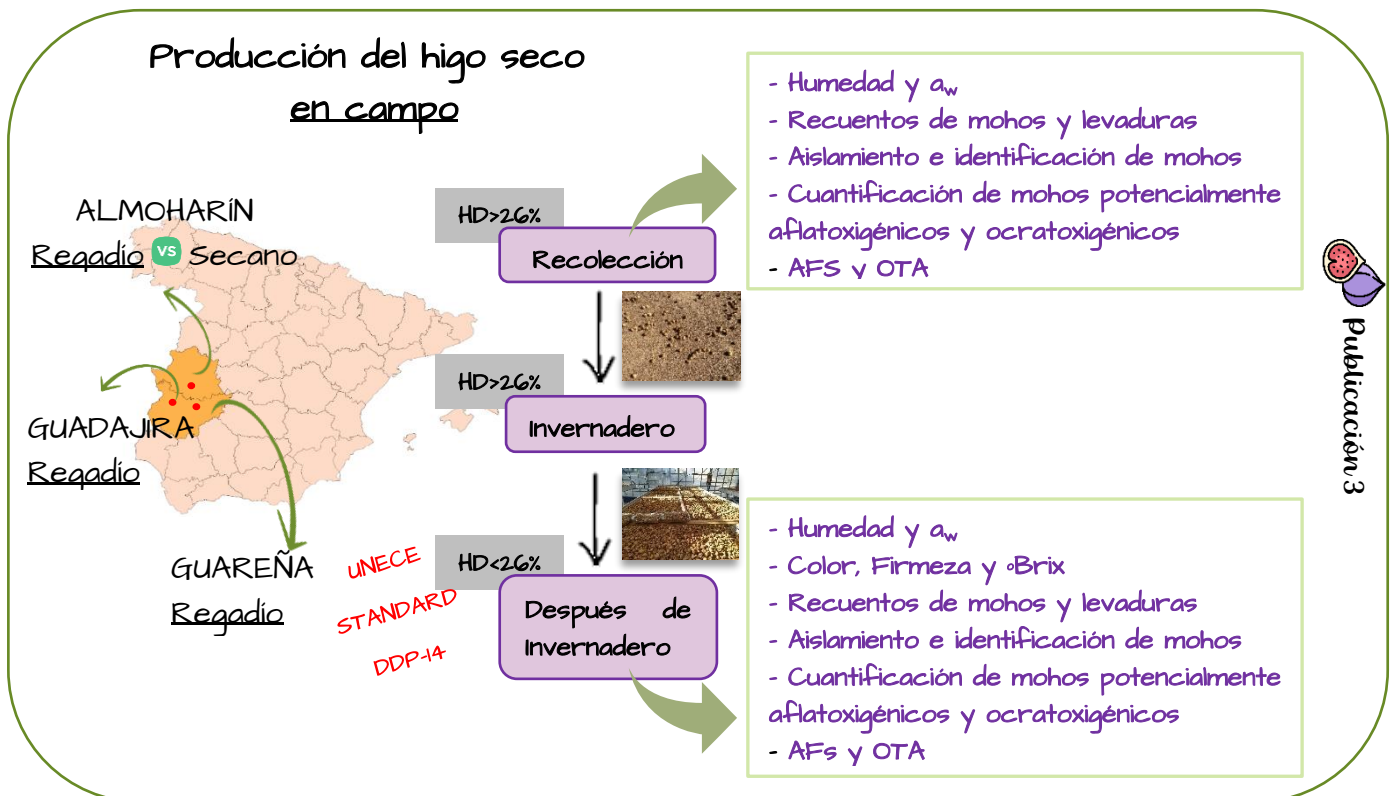 Producción del higo seco
en campo
ALMOHARÍN
Regadío VS Secano
GUADAJIRA
Regadío
GUAREÑA
Regadío
UNECE
STANDARD
DDP-14
HD>26%
Recolección
HD>26%
Invernadero
HD<26%
Después de
Invernadero
- Humedad y aw
- Recuentos de mohos y levaduras
- Aislamiento e identificación de mohos
- Cuantificación de mohos potencialmente
aflatoxigénicos y ocratoxigénicos
- AFS y OTA
- Humedad y aw
- Color, Firmeza y ºBrix
- Recuentos de mohos y levaduras
- Aislamiento e identificación de mohos
- Cuantificación de mohos potencialmente
aflatoxigénicos y ocratoxigénicos
- AFs y OTA
Publicación 3